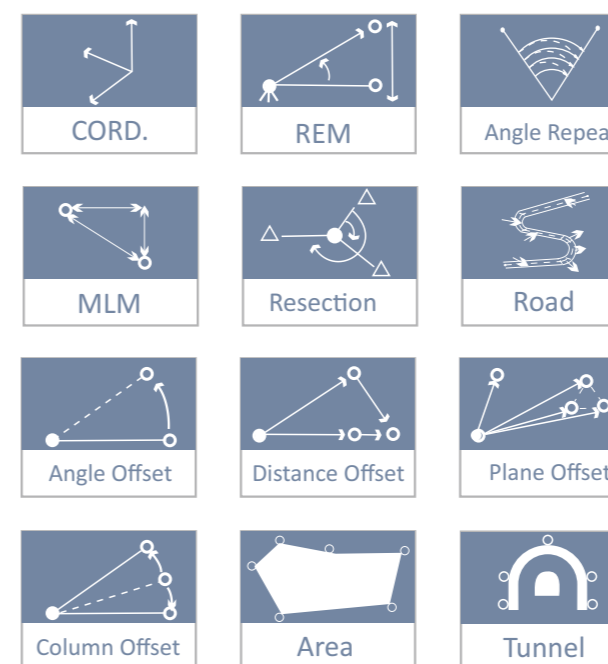 CORD.
REM
Angle Repea
MLM
Resection
Road
Angle Offset
Distance Offset
Plane Offset
Column Offset
Area
Tunnel